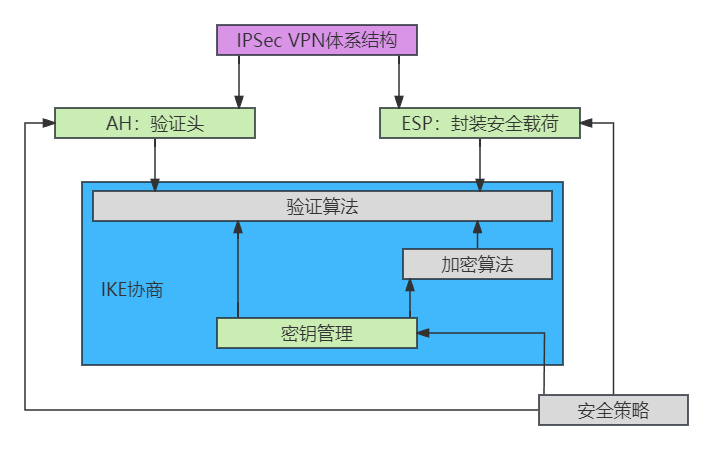 IPSec VPN体系结构
AH：验证头
ESP：封装安全载荷
验证算法
加密算法
IKE协商
密钥管理
安全策略